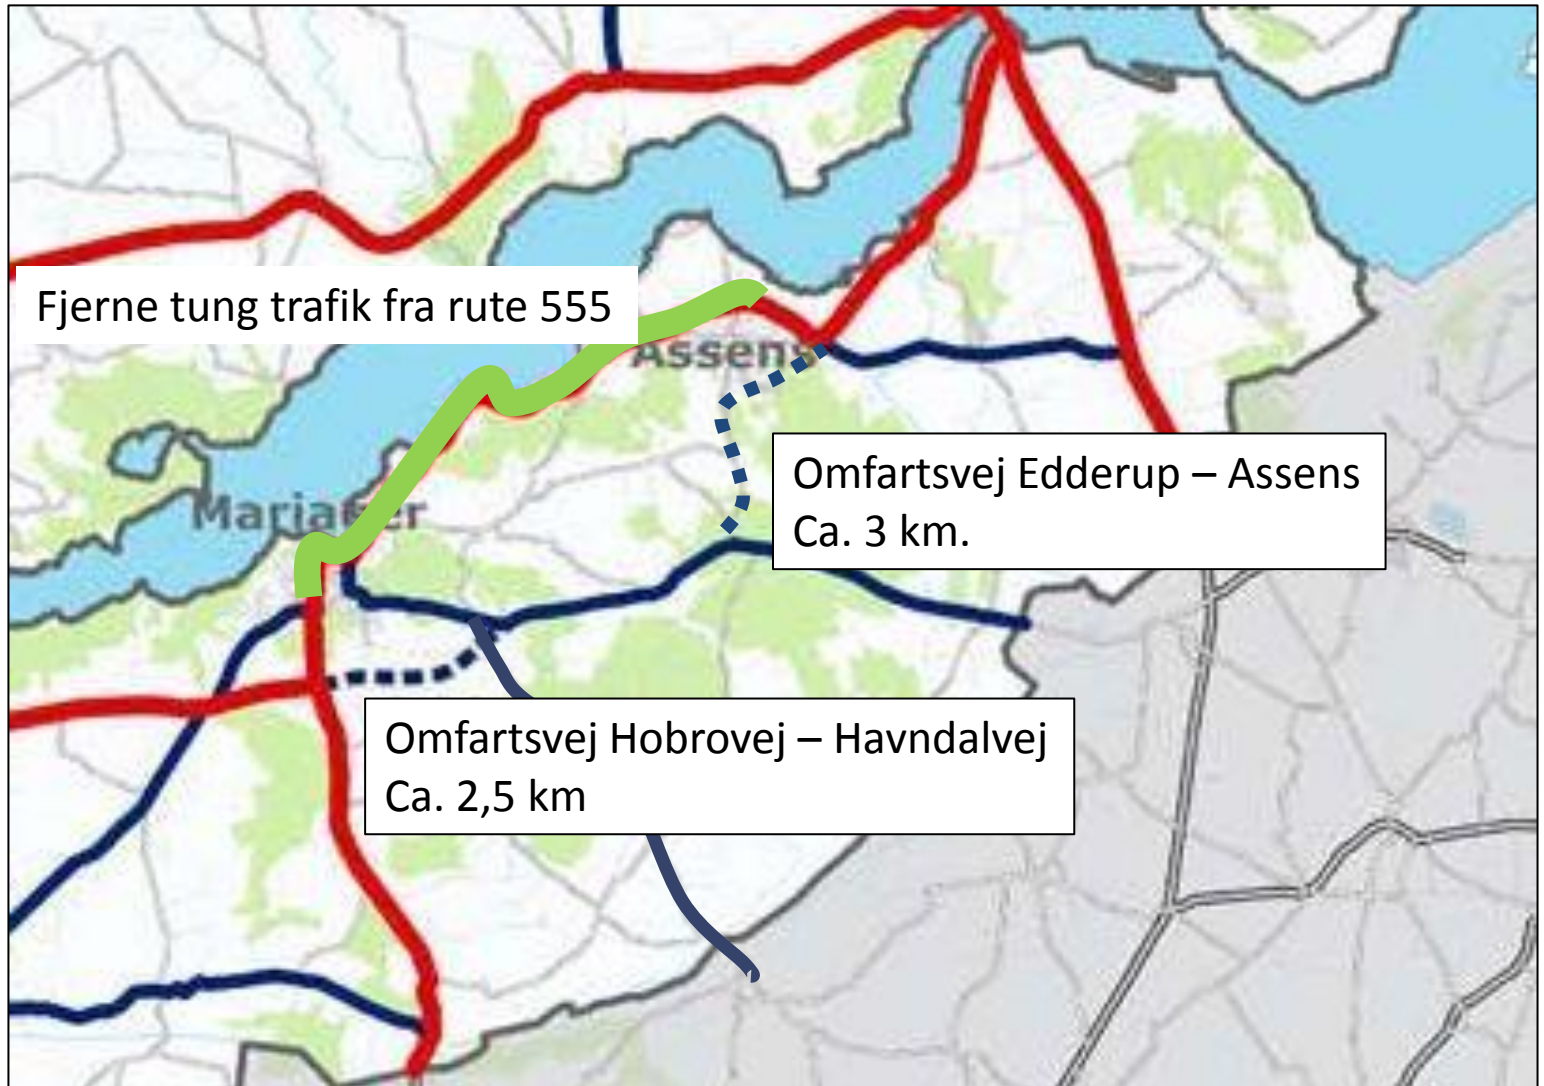 Fjerne tung trafik fra rute 555
Assens
Omfartsvej Edderup – Assens
Ca. 3 km.
Mariager
Omfartsvej Hobrovej – Havndalvej
Ca. 2,5 km